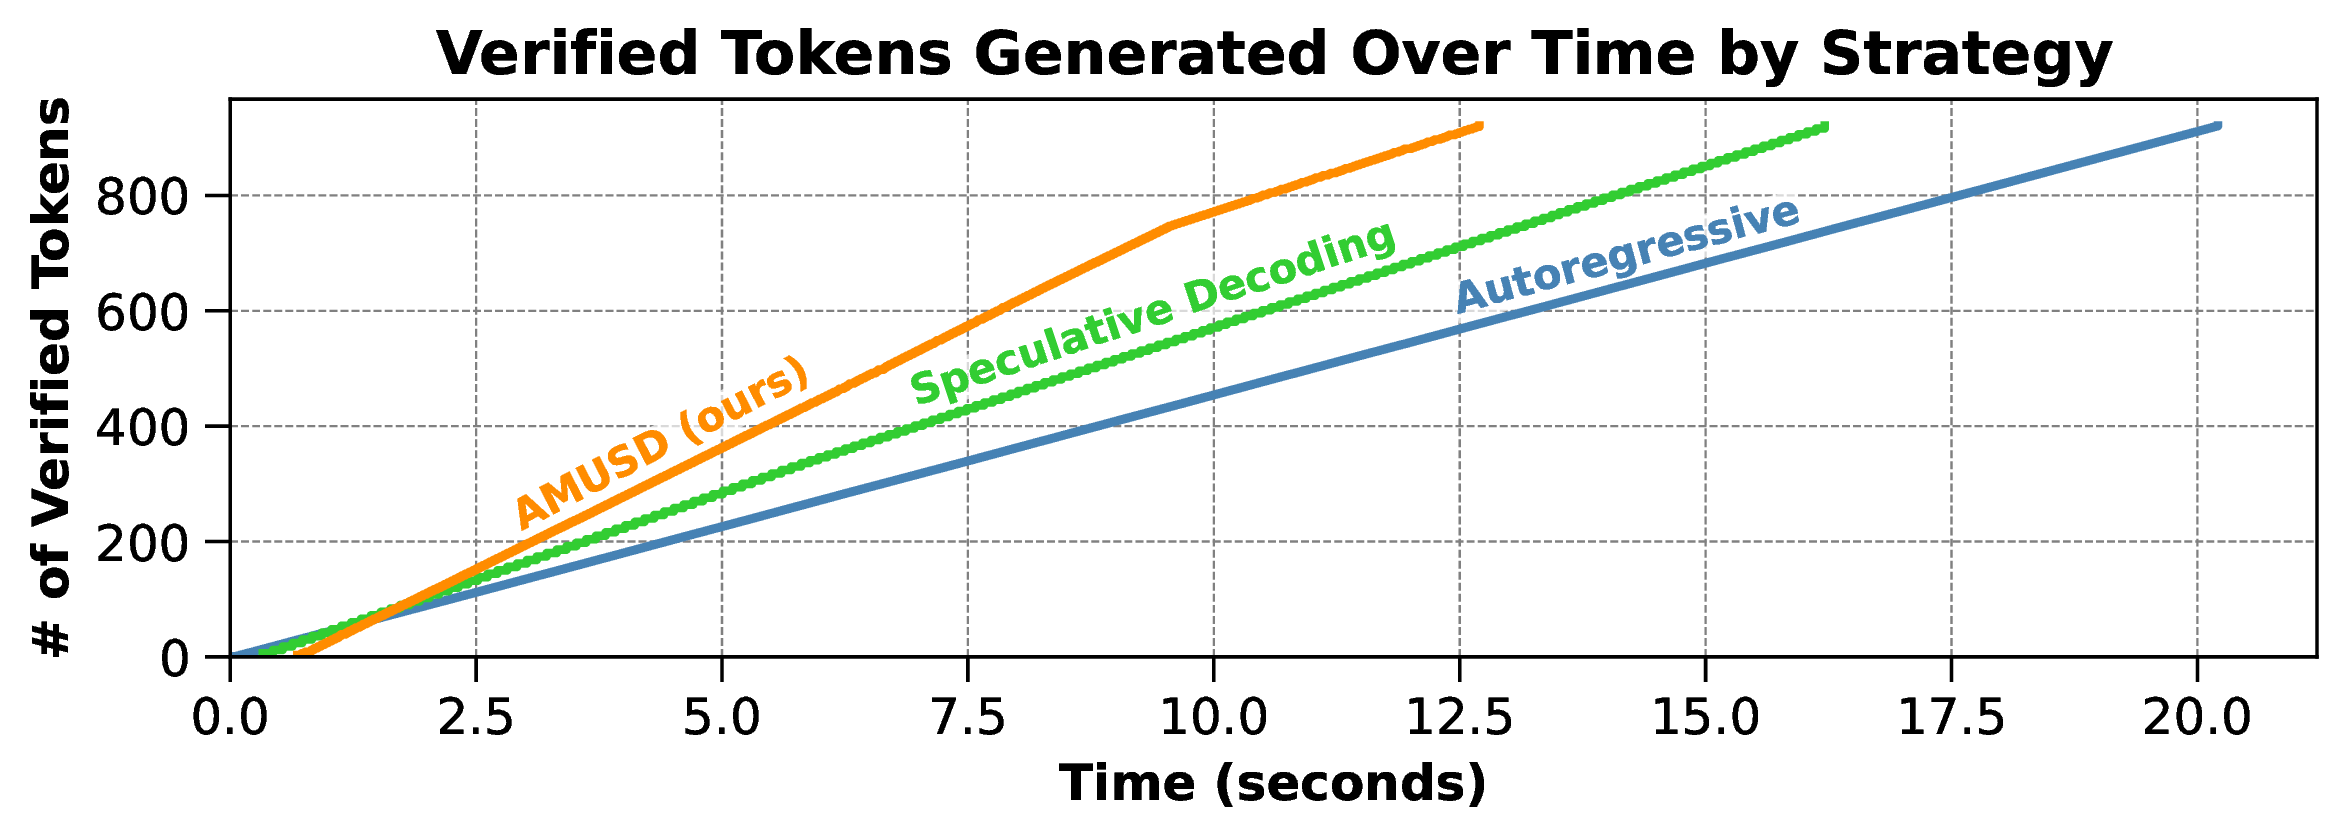 Verified Tokens Generated Over Time by Strategy
# of Verified Tokens
800
600
400
200
0
AMUSD (ours)
Speculative Decoding
Autoregressive
0.0 2.5 5.0 7.5 10.0 12.5 15.0 17.5 20.0
Time (seconds)